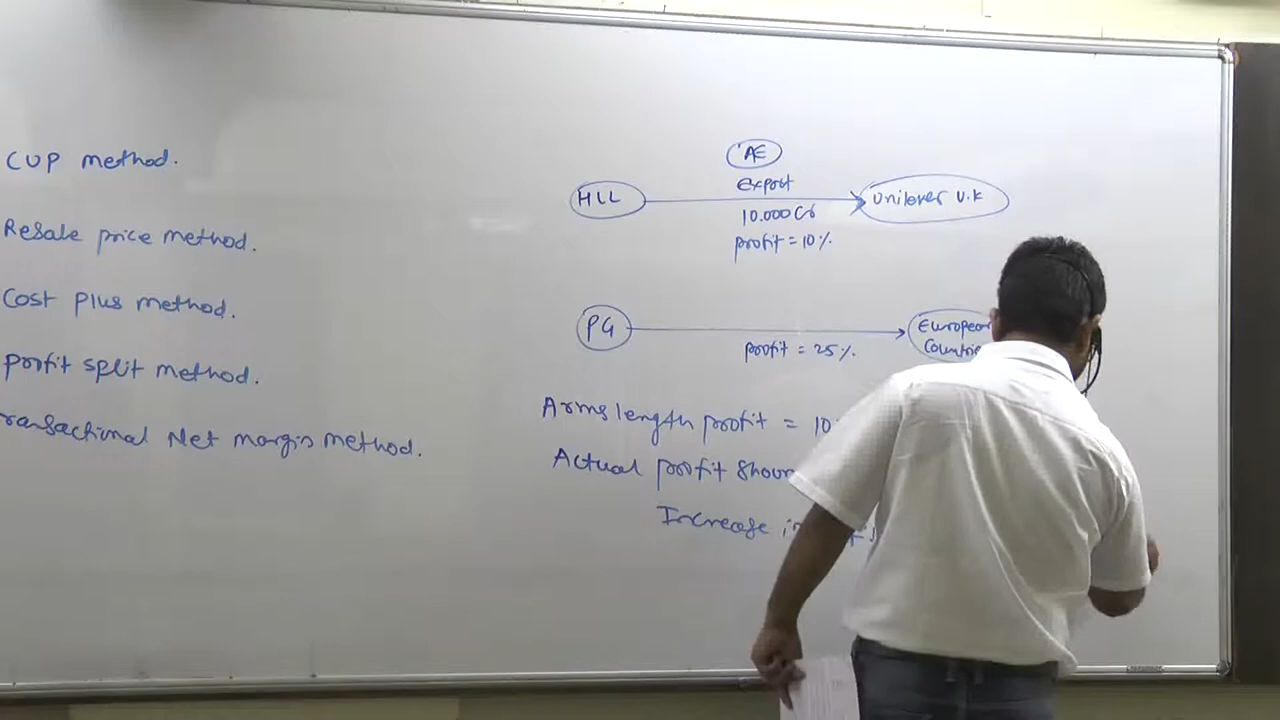 CUP method.
Resale price method.
Cost plus method.
profit split method.
ransactional Net margin method.
AE
Export
HLL
Unilever U.K
10.000 Cr
profit = 10%
PG
European
Countrie
profit = 25%
Arms length profit = 10
Actual profit Show
Increase